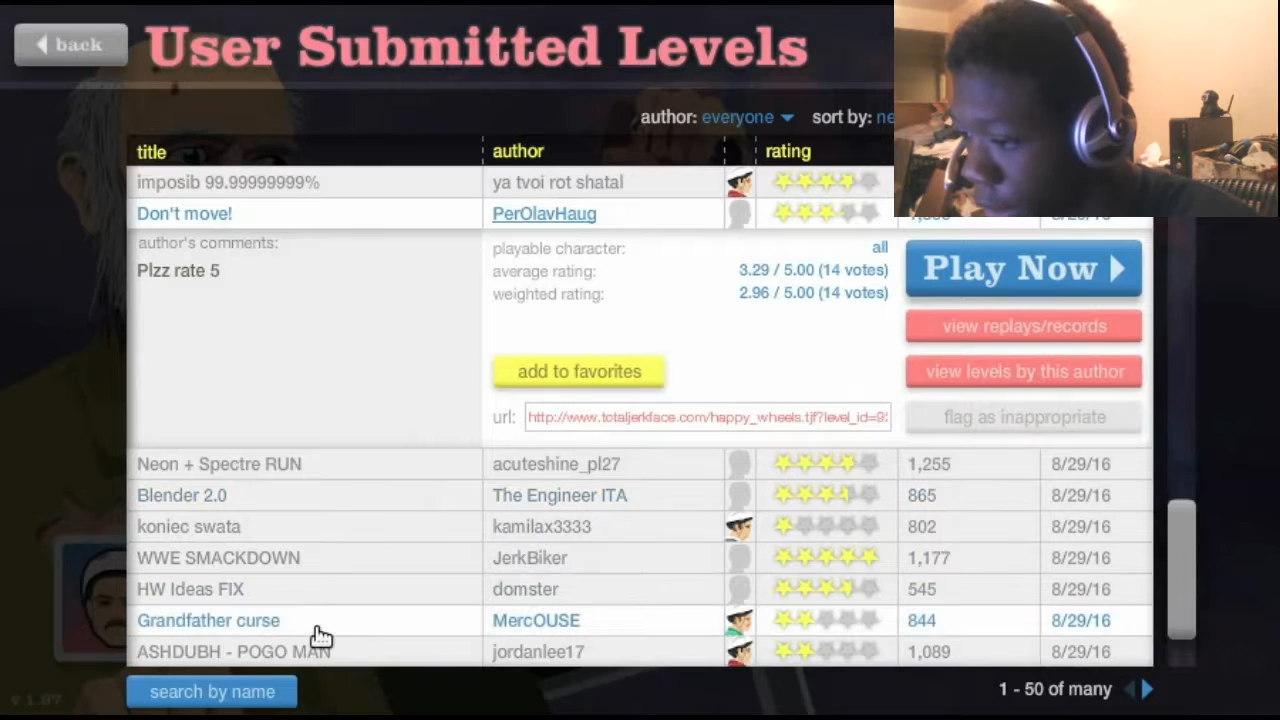 back
User Submitted Levels
author: everyone sort by: ne
title author rating
imposib 99.99999999% ya tvoi rot shatal
Don't move! PerOlavHaug
author's comments:
Plzz rate 5
playable character: all
average rating: 3.29 / 5.00 (14 votes)
weighted rating: 2.96 / 5.00 (14 votes)
Play Now
view replays/records
add to favorites
view levels by this author
url: http://www.totaljerkface.com/happy_wheels.tjf?level_id=9
flag as inappropriate
Neon + Spectre RUN acuteshine_pl27 1,255 8/29/16
Blender 2.0 The Engineer ITA 865 8/29/16
koniec swata kamilax3333 802 8/29/16
WWE SMACKDOWN JerkBiker 1,177 8/29/16
HW Ideas FIX domster 545 8/29/16
Grandfather curse MercOUSE 844 8/29/16
ASHDUBH - POGO MAN jordanlee17 1,089 8/29/16
search by name
1 - 50 of many
v 1.87